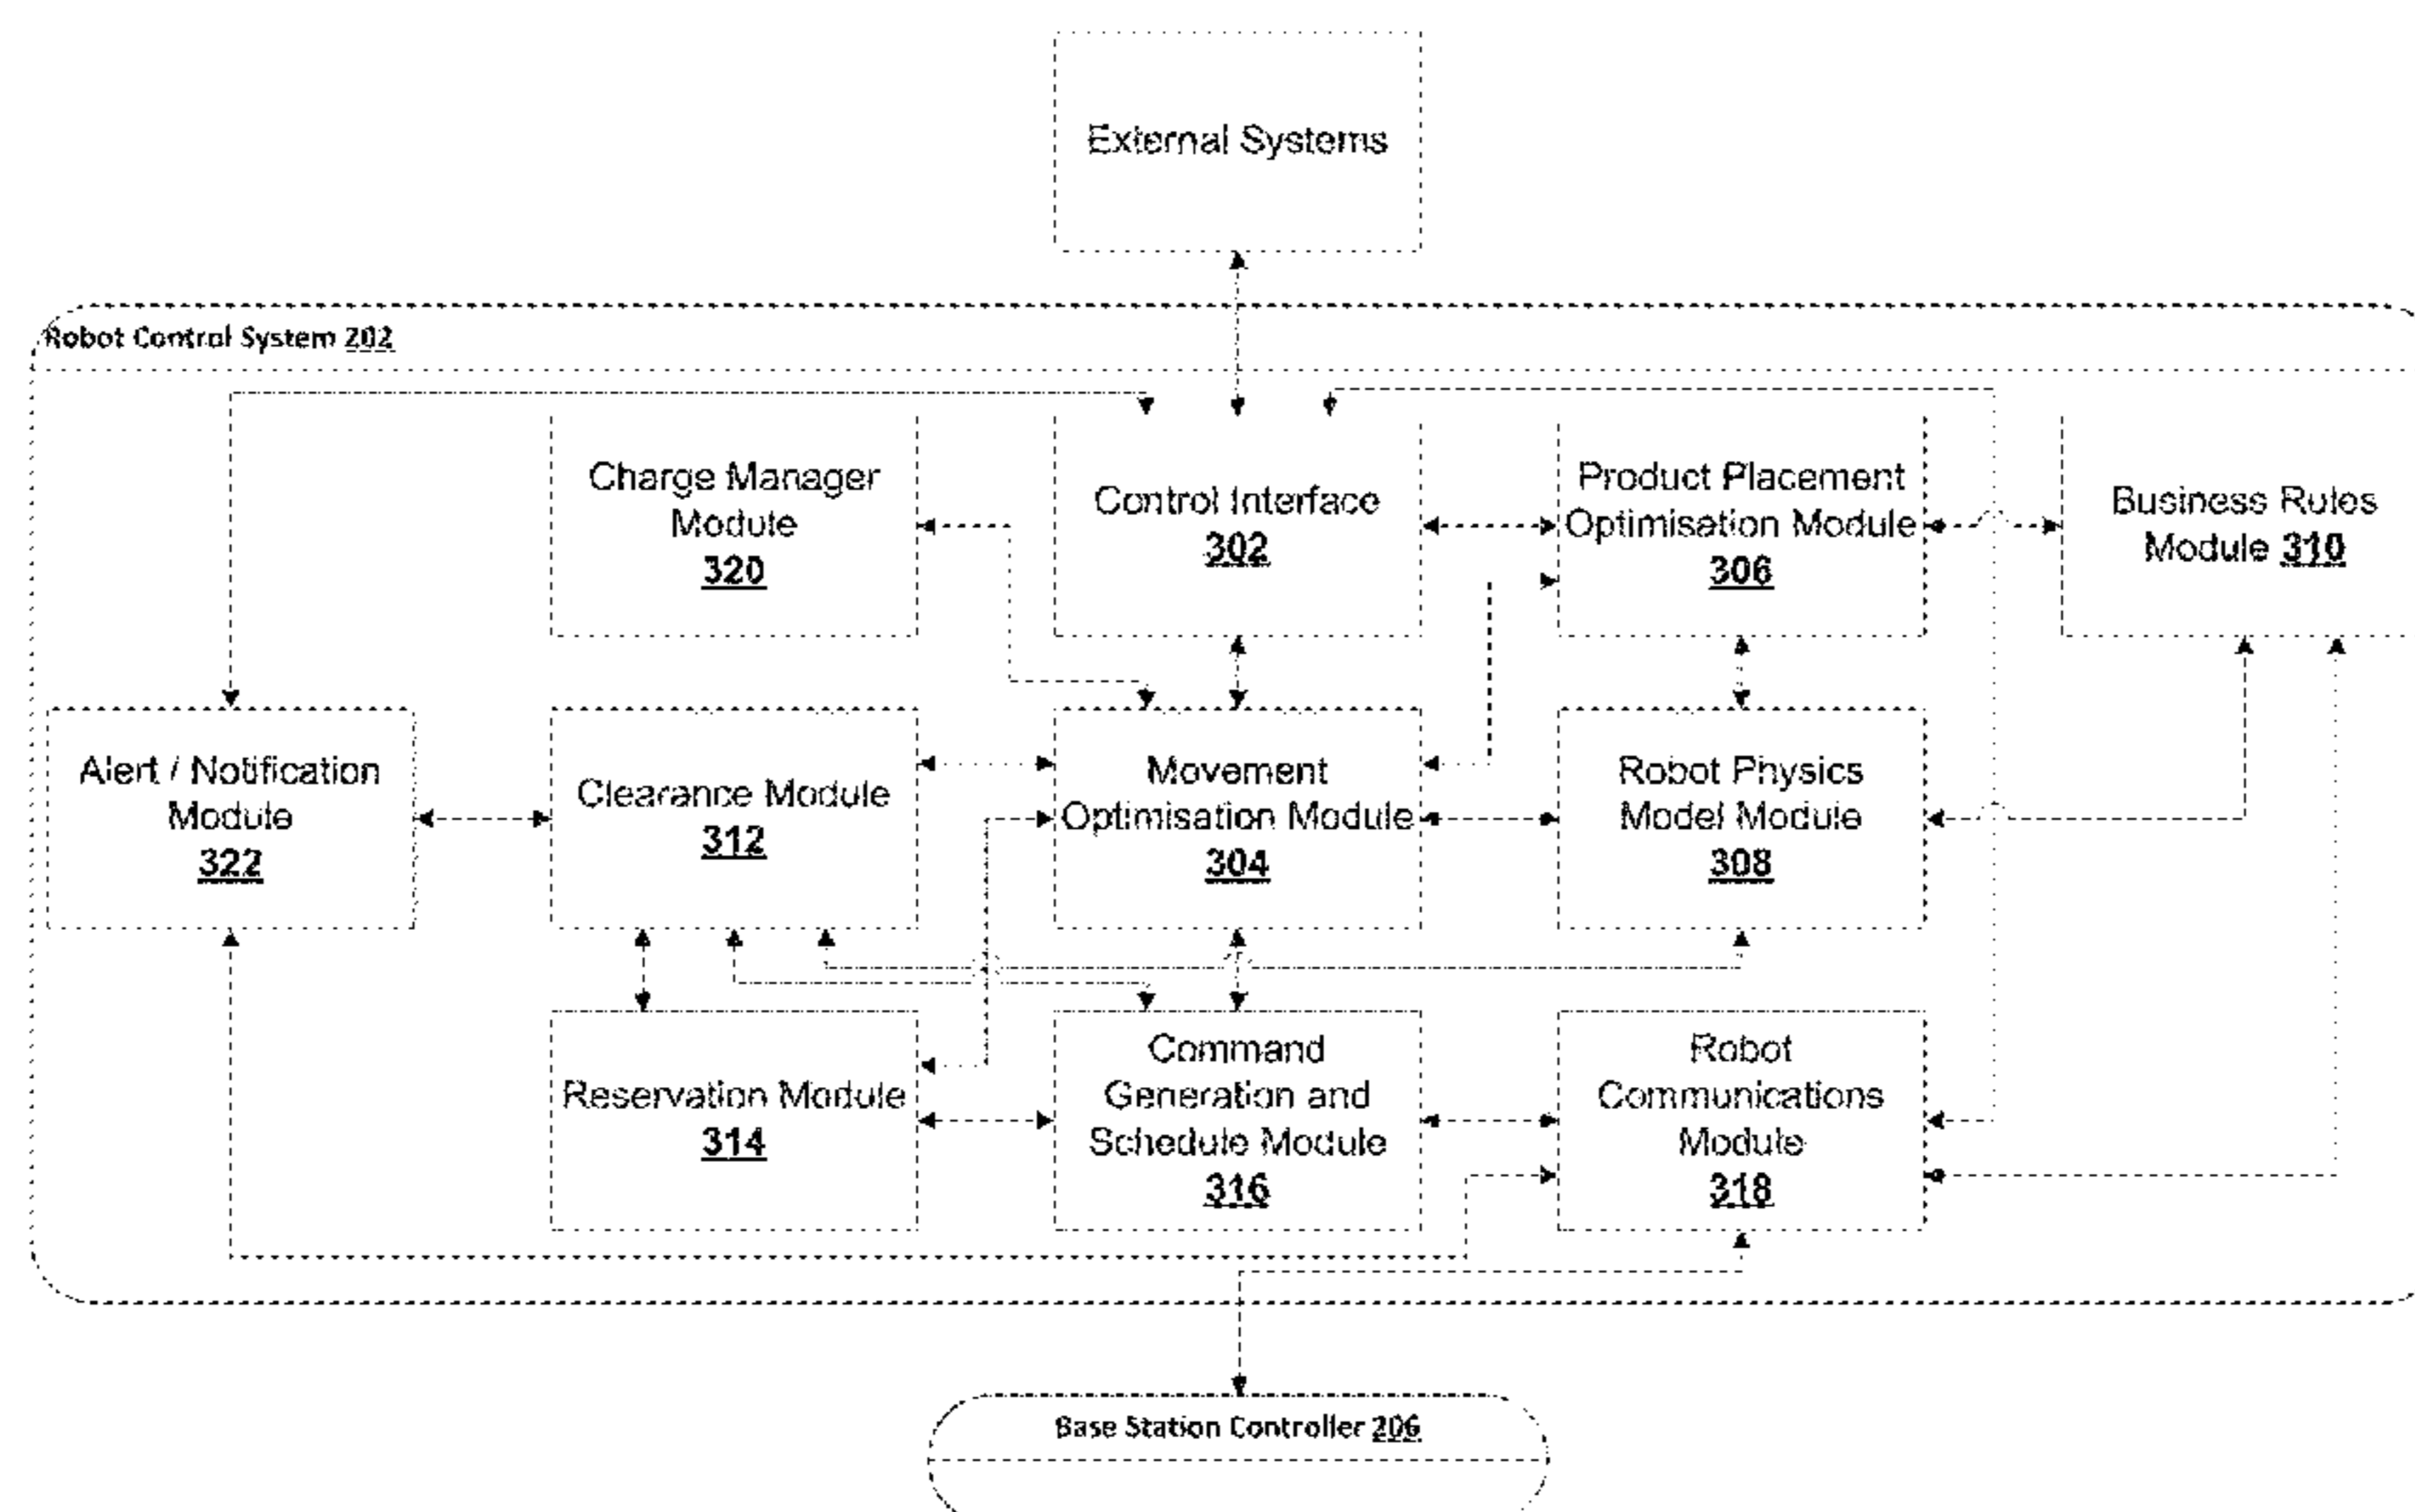 External Systems
Robot Control System 202
Charge Manager
Module
320
Control Interface
302
Product Placement
Optimisation Module
306
Business Rules
Module 310
Alert / Notification
Module
322
Clearance Module
312
Movement
Optimisation Module
304
Robot Physics
Model Module
308
Reservation Module
314
Command
Generation and
Schedule Module
316
Robot
Communications
Module
318
Base Station Controller 206